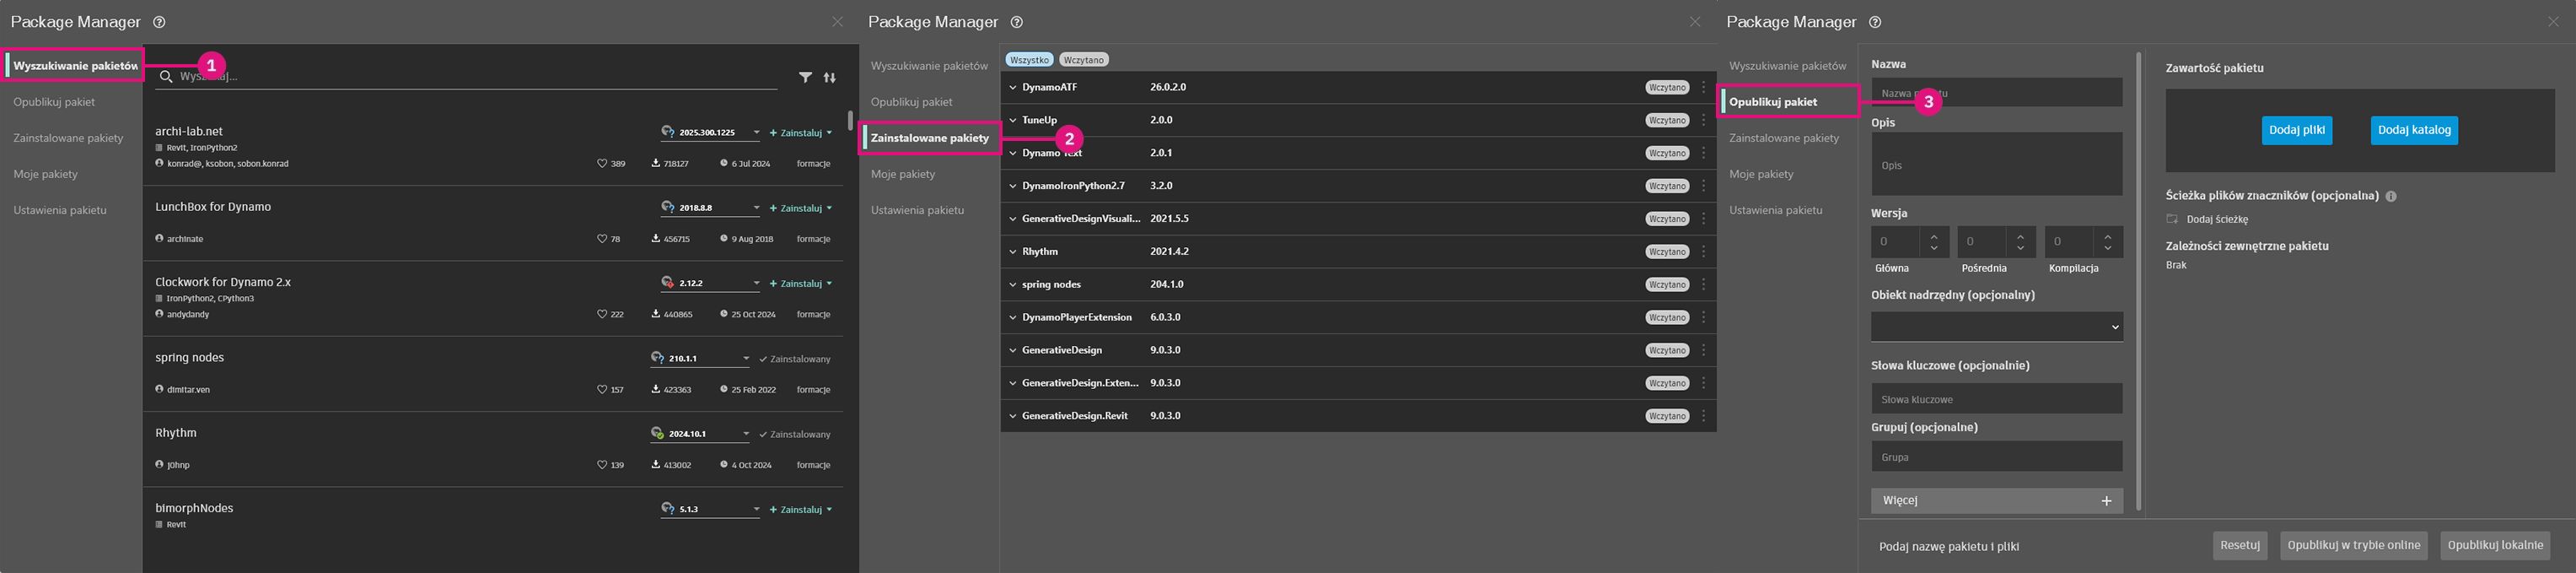 Package Manager
Wyszukiwanie pakietów
1
Opublikuj pakiet
Zainstalowane pakiety
Moje pakiety
Ustawienia pakietu
archi-lab.net
2025.300.1225
+ Zainstaluj
Revit, IronPython2
konrad@, ksobon, sobon.konrad
389
718127
6 Jul 2024
formacje
LunchBox for Dynamo
2018.8.8
+ Zainstaluj
archinate
78
456715
9 Aug 2018
formacje
Clockwork for Dynamo 2.x
2.12.2
+ Zainstaluj
IronPython2, CPython3
andydandy
222
440865
25 Oct 2024
formacje
spring nodes
210.1.1
Zainstalowany
dimitar.ven
157
423363
25 Feb 2022
formacje
Rhythm
2024.10.1
Zainstalowany
j0hnp
139
413002
4 Oct 2024
formacje
bimorphNodes
5.1.3
+ Zainstaluj
Revit
Package Manager
Wyszukiwanie pakietów
Opublikuj pakiet
Zainstalowane pakiety
2
Moje pakiety
Ustawienia pakietu
Wszystko
Wczytano
DynamoATF 26.0.2.0 Wczytano
TuneUp 2.0.0 Wczytano
Dynamo Text 2.0.1 Wczytano
DynamoIronPython2.7 3.2.0 Wczytano
GenerativeDesignVisuali... 2021.5.5 Wczytano
Rhythm 2021.4.2 Wczytano
spring nodes 204.1.0 Wczytano
DynamoPlayerExtension 6.0.3.0 Wczytano
GenerativeDesign 9.0.3.0 Wczytano
GenerativeDesign.Exten... 9.0.3.0 Wczytano
GenerativeDesign.Revit 9.0.3.0 Wczytano
Package Manager
Wyszukiwanie pakietów
Opublikuj pakiet
3
Zainstalowane pakiety
Moje pakiety
Ustawienia pakietu
Nazwa
Nazwa
Opis
Opis
Wersja
0 0 0
Główna Pośrednia Kompilacja
Obiekt nadrzędny (opcjonalny)
Słowa kluczowe (opcjonalnie)
Słowa kluczowe
Grupuj (opcjonalne)
Grupa
Więcej +
Zawartość pakietu
Dodaj pliki
Dodaj katalog
Ścieżka plików znaczników (opcjonalna)
Dodaj ścieżkę
Zależności zewnętrzne pakietu
Brak
Podaj nazwę pakietu i pliki
Resetuj
Opublikuj w trybie online
Opublikuj lokalnie